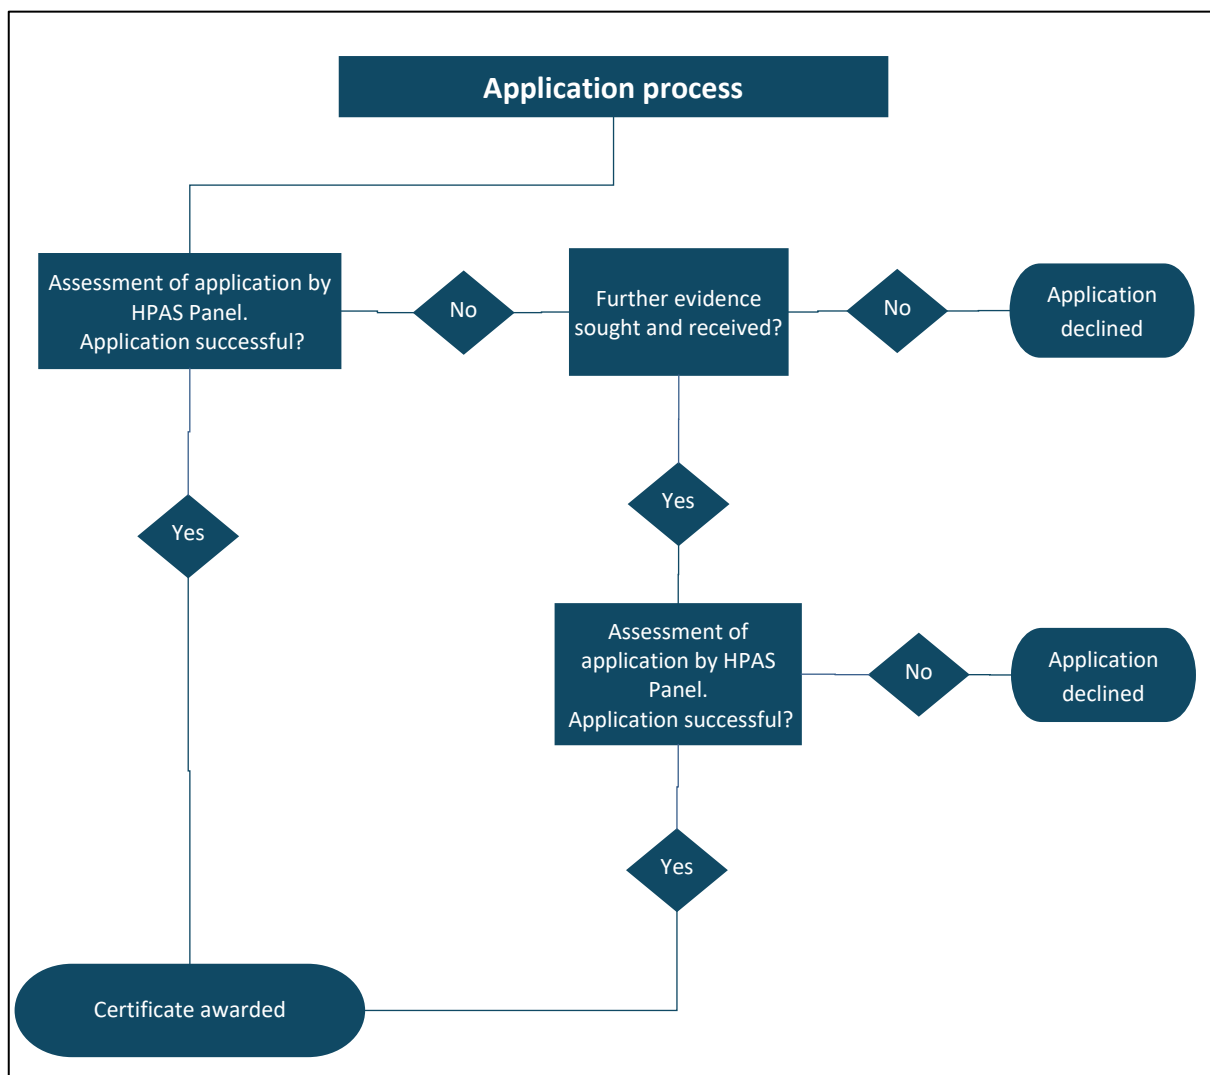 Application process
Assessment of application by
HPAS Panel.
Application successful?
No
Further evidence
sought and received?
No
Application
declined
Yes
Yes
Assessment of
application by HPAS
Panel.
Application successful?
No
Application
declined
Yes
Certificate awarded